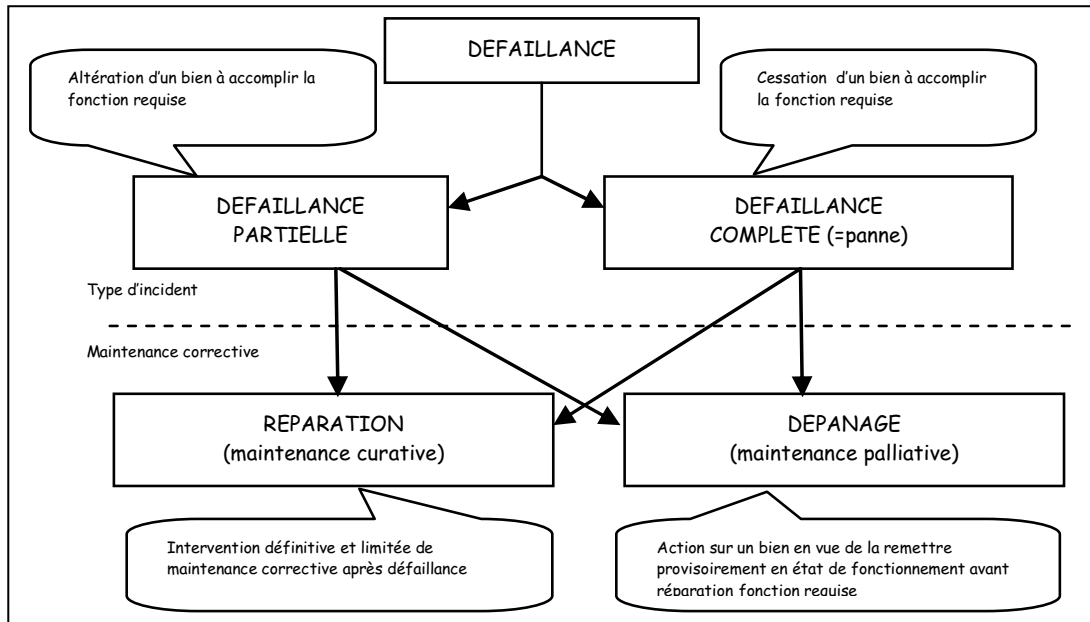 DEFAILLANCE
Altération d’un bien à accomplir la
fonction requise
Cessation d’un bien à accomplir
la fonction requise
DEFAILLANCE
PARTIELLE
DEFAILLANCE
COMPLETE (=panne)
Type d’incident
Maintenance corrective
REPARATION
(maintenance curative)
DEPANAGE
(maintenance palliative)
Intervention définitive et limitée de
maintenance corrective après défaillance
Action sur un bien en vue de la remettre
provisoirement en état de fonctionnement avant
réparation fonction requise